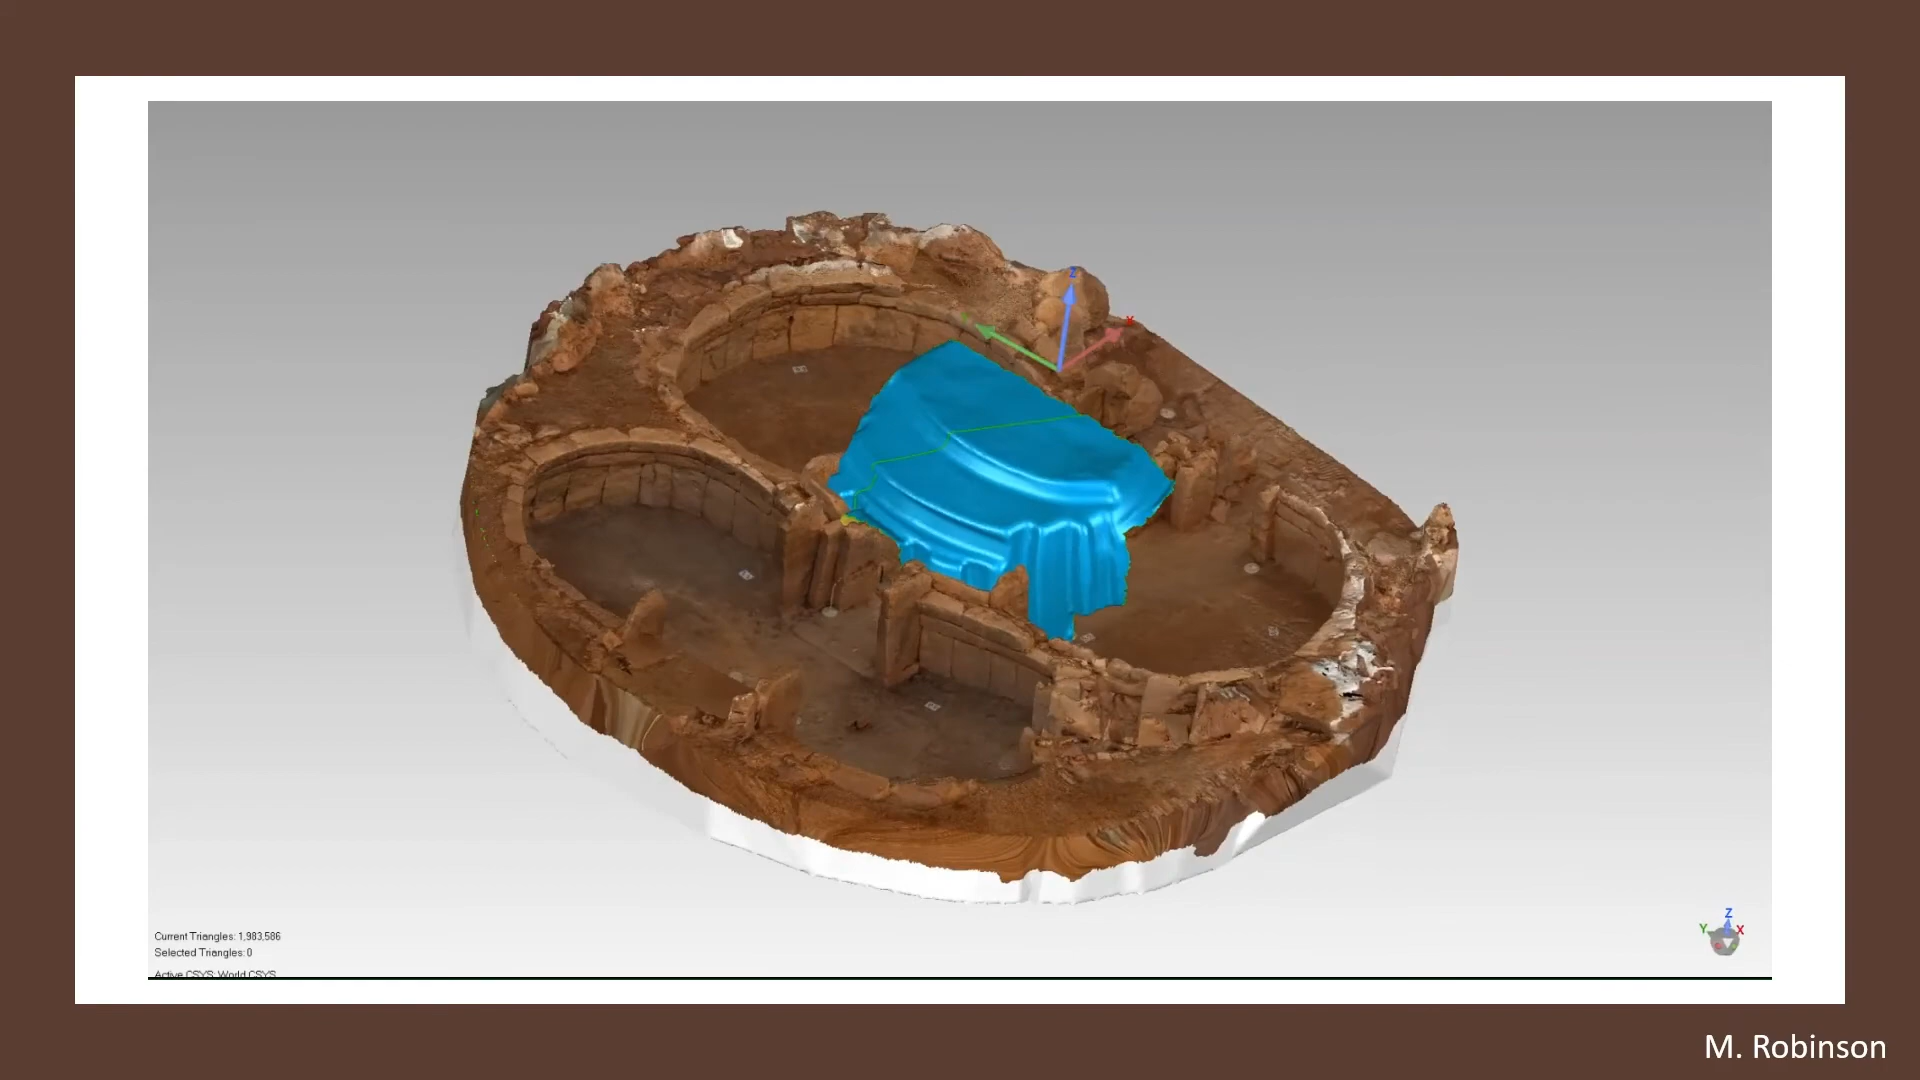 Z
X
Current Triangles: 1,983,586
Selected Triangles: 0
Active CSYS: World CSYS
Z
Y X
M. Robinson